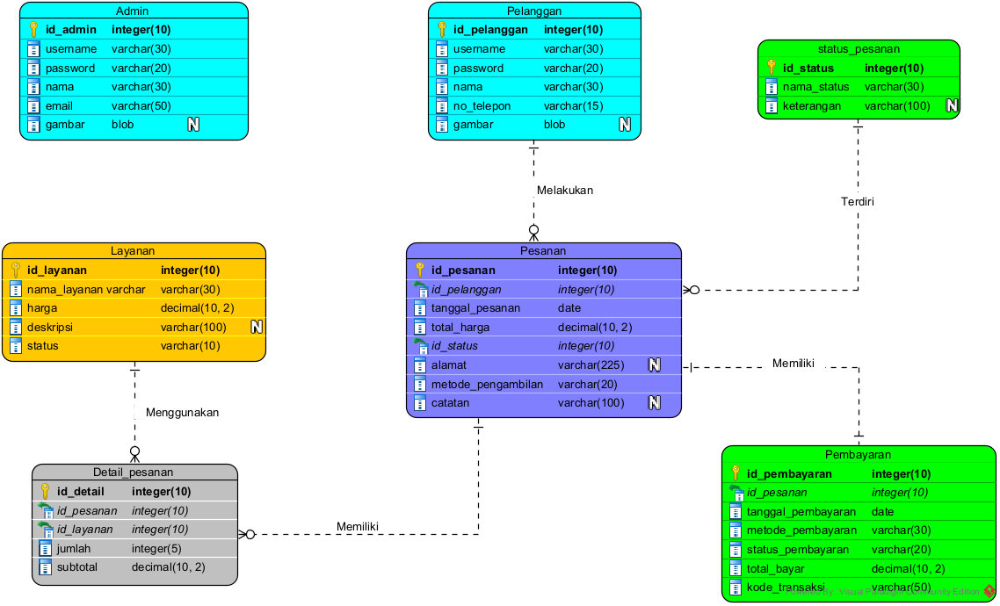 Admin
id_admin integer(10)
username varchar(30)
password varchar(20)
nama varchar(30)
email varchar(50)
gambar blob N
Pelanggan
id_pelanggan integer(10)
username varchar(30)
password varchar(20)
nama varchar(30)
no_telepon varchar(15)
gambar blob N
status_pesanan
id_status integer(10)
nama_status varchar(30)
keterangan varchar(100) N
Melakukan
Terdiri
Layanan
id_layanan integer(10)
nama_layanan varchar varchar(30)
harga decimal(10, 2)
deskripsi varchar(100) N
status varchar(10)
Pesanan
id_pesanan integer(10)
id_pelanggan integer(10)
tanggal_pesanan date
total_harga decimal(10, 2)
id_status integer(10)
alamat varchar(225) N
metode_pengambilan varchar(20)
catatan varchar(100) N
Memiliki
Menggunakan
Detail_pesanan
id_detail integer(10)
id_pesanan integer(10)
id_layanan integer(10)
jumlah integer(5)
subtotal decimal(10, 2)
Memiliki
Pembayaran
id_pembayaran integer(10)
id_pesanan integer(10)
tanggal_pembayaran date
metode_pembayaran varchar(30)
status_pembayaran varchar(20)
total_bayar decimal(10, 2)
kode_transaksi varchar(50)
Powered By Visual Paradigm Community Edition